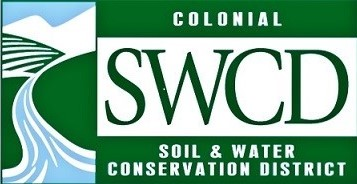 COLONIAL
SWCD
SOIL & WATER
CONSERVATION DISTRICT